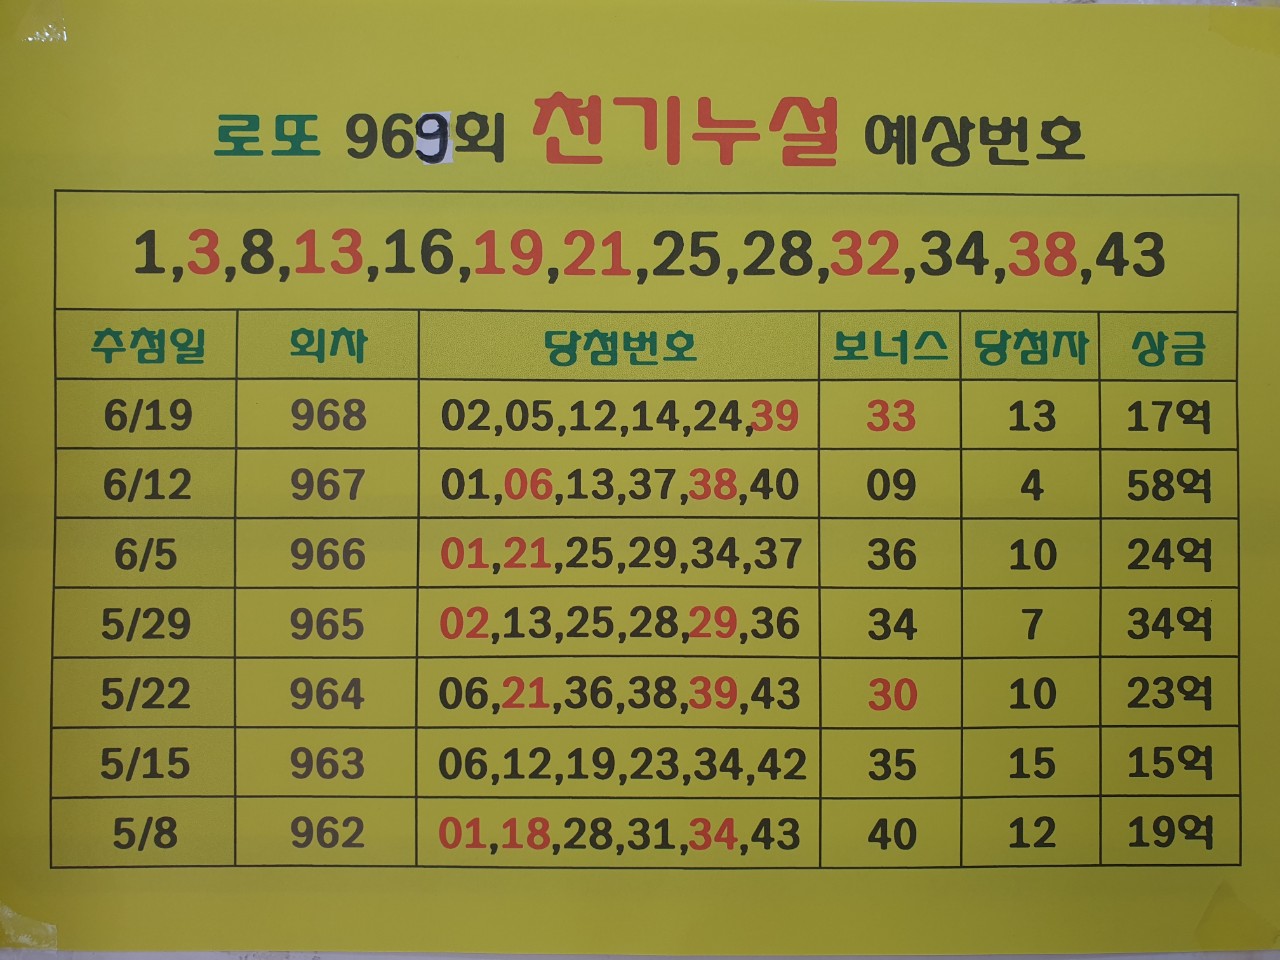 로또 969회 천기누설 예상번호
1,3,8,13,16,19,21,25,28,32,34,38,43
추첨일 회차 당첨번호 보너스 당첨자 상금
6/19 968 02,05,12,14,24,39 33 13 17억
6/12 967 01,06,13,37,38,40 09 4 58억
6/5 966 01,21,25,29,34,37 36 10 24억
5/29 965 02,13,25,28,29,36 34 7 34억
5/22 964 06,21,36,38,39,43 30 10 23억
5/15 963 06,12,19,23,34,42 35 15 15억
5/8 962 01,18,28,31,34,43 40 12 19억